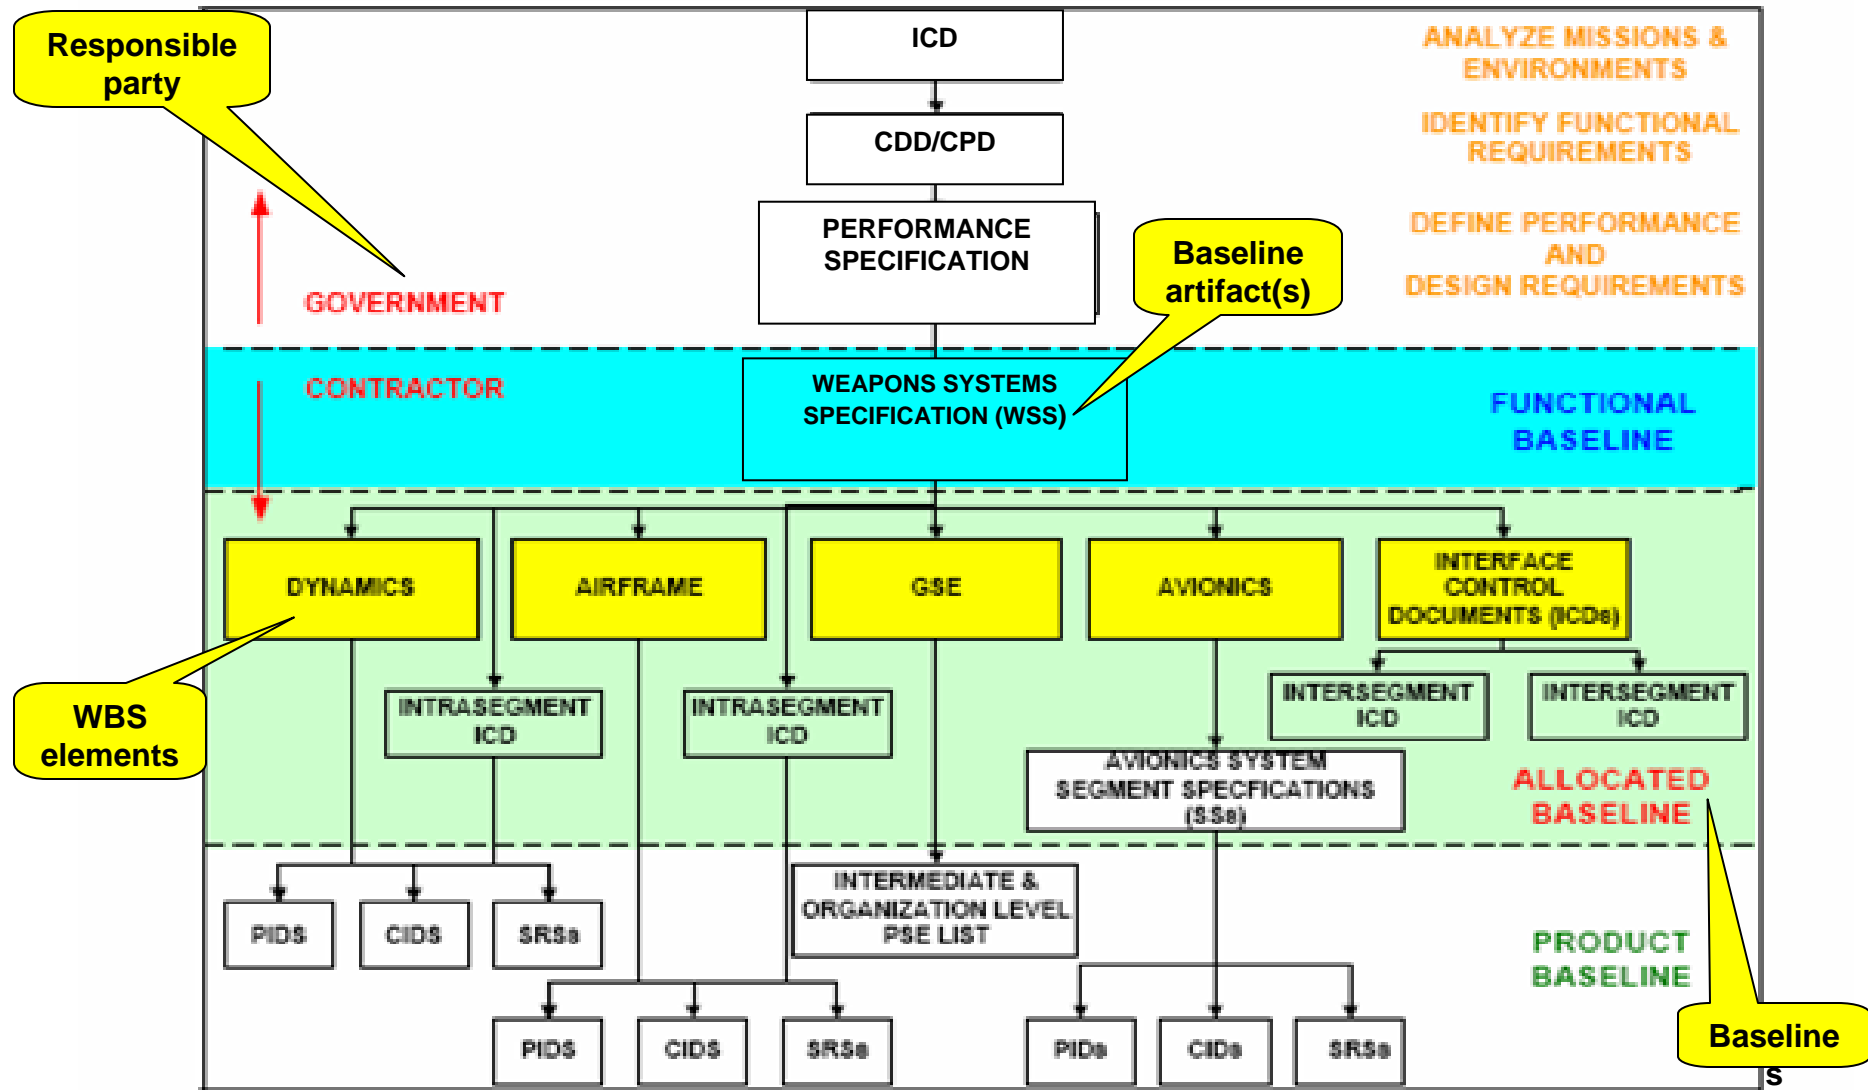 Responsible
party
ICD
ANALYZE MISSIONS &
ENVIRONMENTS
CDD/CPD
IDENTIFY FUNCTIONAL
REQUIREMENTS
PERFORMANCE
SPECIFICATION
Baseline
artifact(s)
DEFINE PERFORMANCE
AND
DESIGN REQUIREMENTS
GOVERNMENT
CONTRACTOR
WEAPONS SYSTEMS
SPECIFICATION (WSS)
FUNCTIONAL
BASELINE
DYNAMICS
AIRFRAME
GSE
AVIONICS
INTERFACE
CONTROL
DOCUMENTS (ICDs)
WBS
elements
INTRASEGMENT
ICD
INTRASEGMENT
ICD
INTERSEGMENT
ICD
INTERSEGMENT
ICD
AVIONICS SYSTEM
SEGMENT SPECFICATIONS
(SSs)
ALLOCATED
BASELINE
PIDS
CIDS
SRSs
INTERMEDIATE &
ORGANIZATION LEVEL
PSE LIST
PRODUCT
BASELINE
PIDS
CIDS
SRSs
PIDs
CIDs
SRSs
Baseline
s